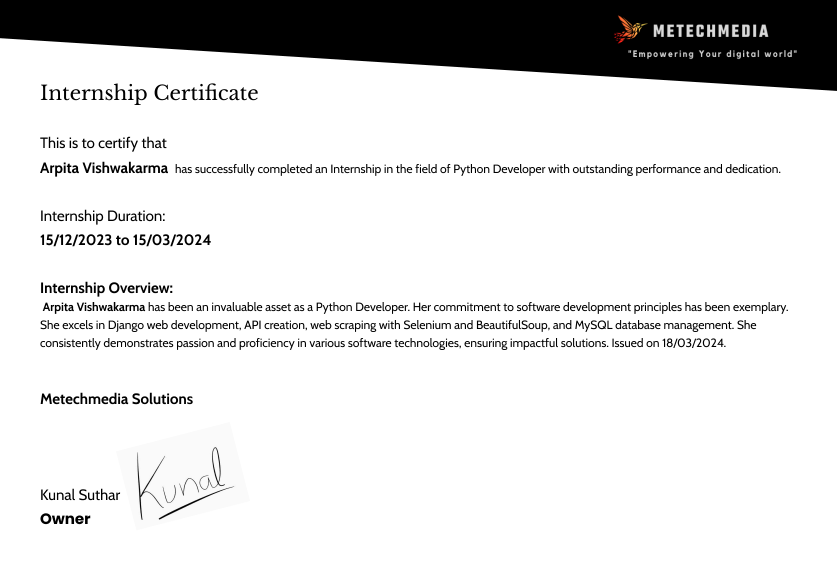 METECHMEDIA
"Empowering Your digital world"
Internship Certificate
This is to certify that
Arpita Vishwakarma has successfully completed an Internship in the field of Python Developer with outstanding performance and dedication.
Internship Duration:
15/12/2023 to 15/03/2024
Internship Overview:
Arpita Vishwakarma has been an invaluable asset as a Python Developer. Her commitment to software development principles has been exemplary.
She excels in Django web development, API creation, web scraping with Selenium and BeautifulSoup, and MySQL database management. She
consistently demonstrates passion and proficiency in various software technologies, ensuring impactful solutions. Issued on 18/03/2024.
Metechmedia Solutions
Kunal
Kunal Suthar
Owner